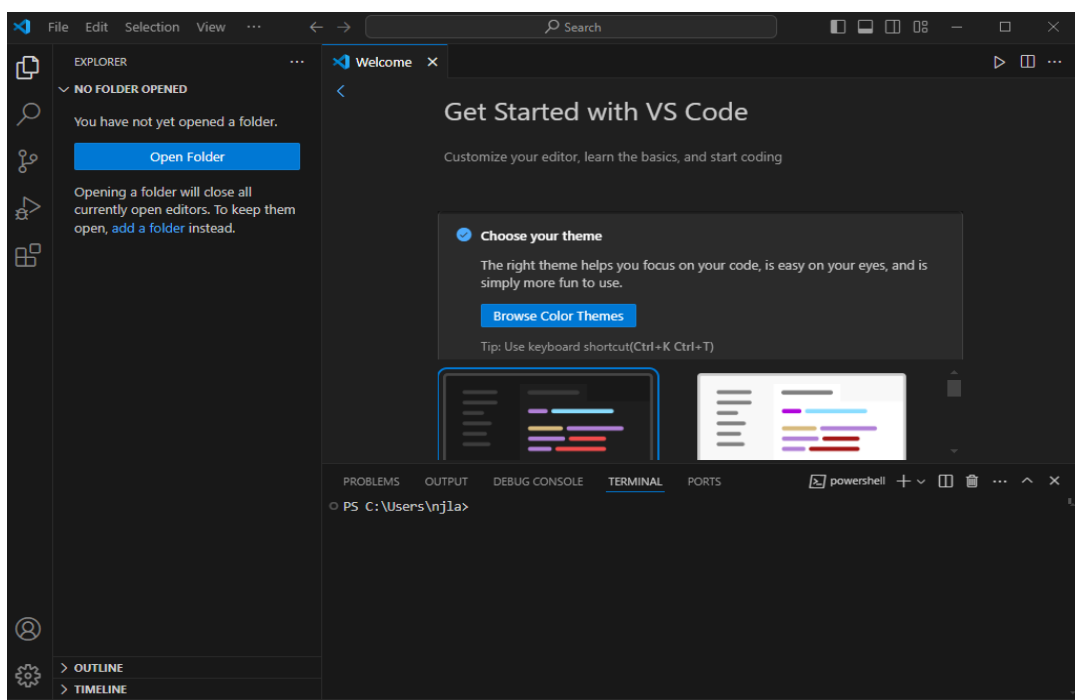 File Edit Selection View ···
Search
EXPLORER ···
Welcome
NO FOLDER OPENED
You have not yet opened a folder.
Open Folder
Opening a folder will close all
currently open editors. To keep them
open, add a folder instead.
Get Started with VS Code
Customize your editor, learn the basics, and start coding
Choose your theme
The right theme helps you focus on your code, is easy on your eyes, and is
simply more fun to use.
Browse Color Themes
Tip: Use keyboard shortcut(Ctrl+K Ctrl+T)
PROBLEMS OUTPUT DEBUG CONSOLE TERMINAL PORTS powershell
PS C:\Users\njla>
OUTLINE
TIMELINE